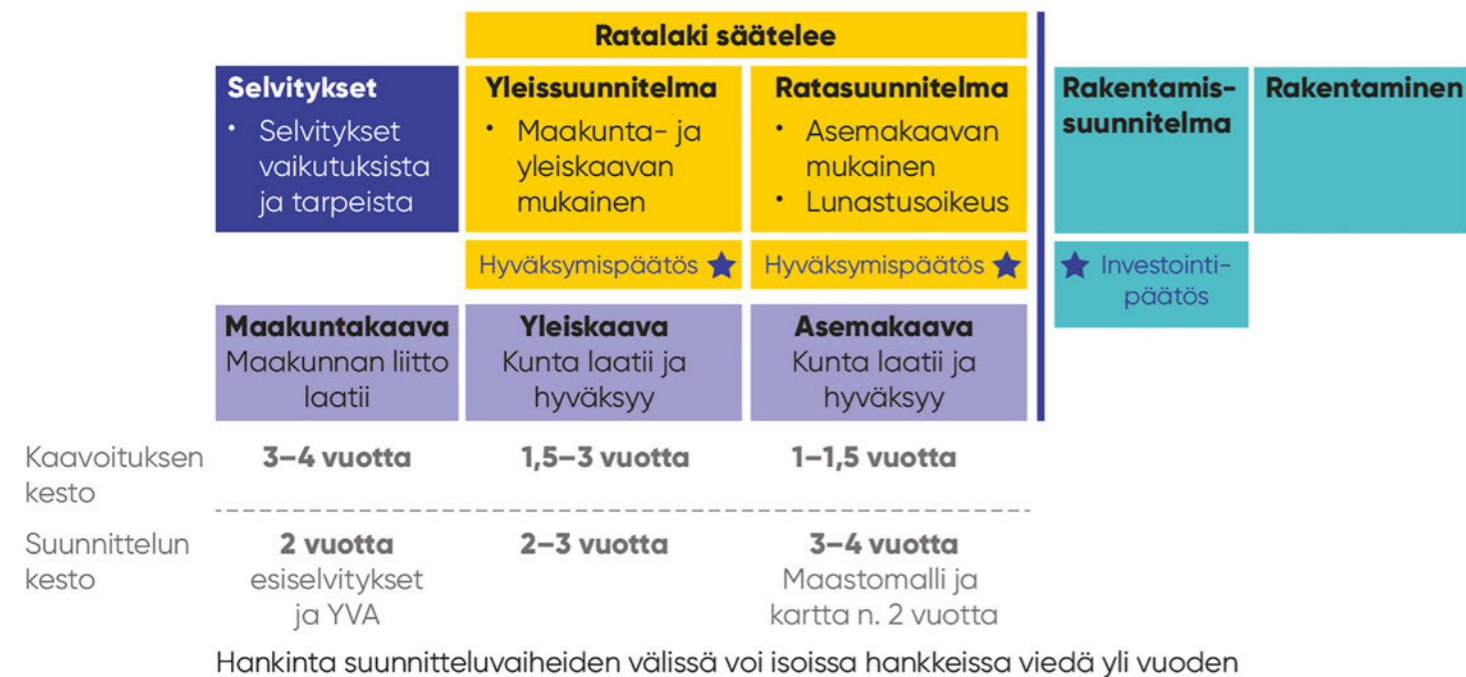 Ratalaki säätelee
Selvitykset
• Selvitykset
vaikutuksista
ja tarpeista
Yleissuunnitelma
• Maakunta- ja
yleiskaavan
mukainen
Ratasuunnitelma
• Asemakaavan
mukainen
• Lunastusoikeus
Rakentamis-
suunnitelma
Rakentaminen
Hyväksymispäätös ★
Hyväksymispäätös ★
★ Investointi-
päätös
Maakuntakaava
Maakunnan liitto
laatii
Yleiskaava
Kunta laatii ja
hyväksyy
Asemakaava
Kunta laatii ja
hyväksyy
Kaavoituksen
kesto
3–4 vuotta
1,5–3 vuotta
1–1,5 vuotta
Suunnittelun
kesto
2 vuotta
esiselvitykset
ja YVA
2–3 vuotta
3–4 vuotta
Maastomalli ja
kartta n. 2 vuotta
Hankinta suunnitteluvaiheiden välissä voi isoissa hankkeissa viedä yli vuoden